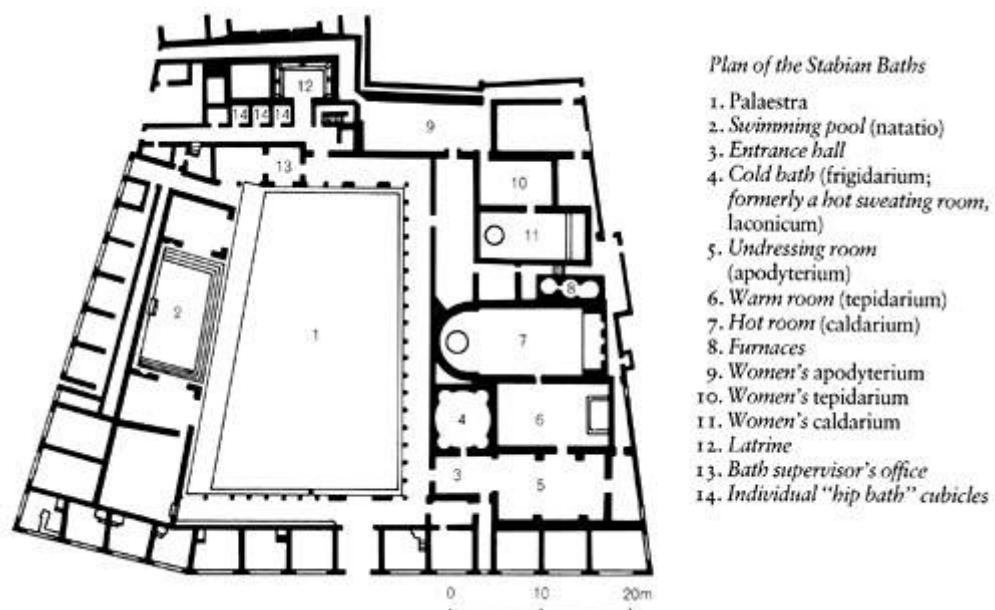 12
14 14 14
9
13
10
11
8
2
1
7
4
6
3
5
0 10 20m
Plan of the Stabian Baths
1. Palaestra
2. Swimming pool (natatio)
3. Entrance hall
4. Cold bath (frigidarium;
formerly a hot sweating room,
laconicum)
5. Undressing room
(apodyterium)
6. Warm room (tepidarium)
7. Hot room (caldarium)
8. Furnaces
9. Women's apodyterium
10. Women's tepidarium
11. Women's caldarium
12. Latrine
13. Bath supervisor's office
14. Individual "hip bath" cubicles